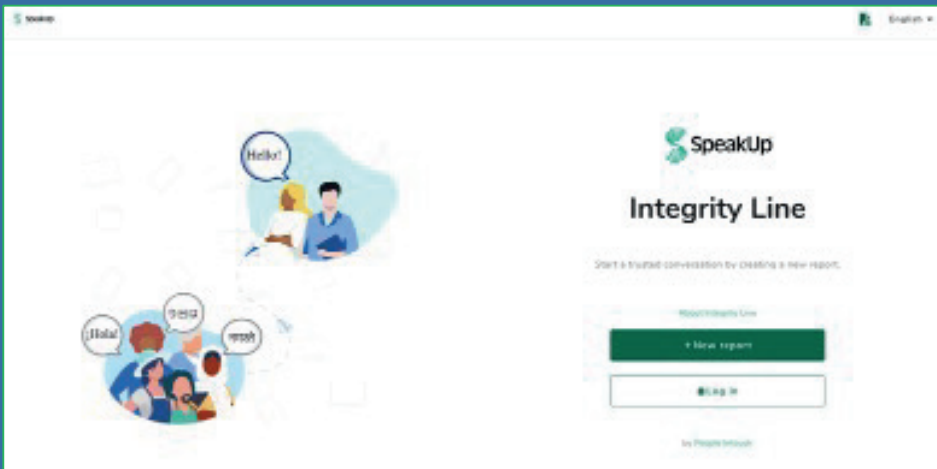 SpeakUp
English
Hello!
SpeakUp
Integrity Line
Start a trusted conversation by creating a new report.
About Integrity Line
+ New report
Log in
by People Intouch
¡Hola!
नमस्ते